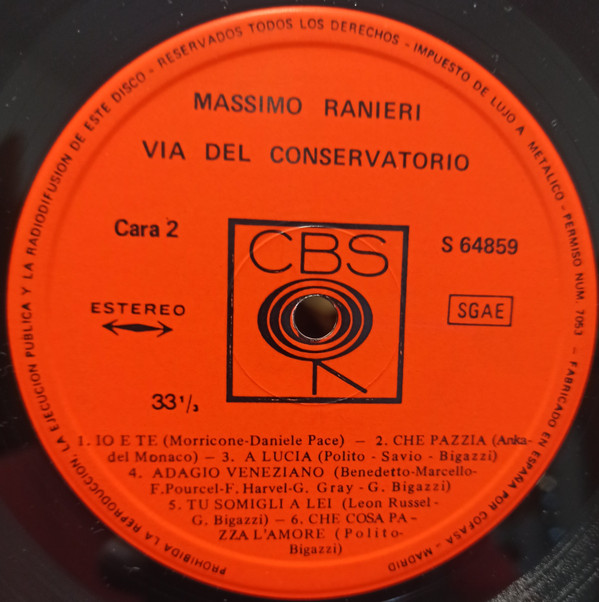 PROHIBIDA LA REPRODUCCION, LA EJECUCION PUBLICA Y LA RADIODIFUSION DE ESTE DISCO - RESERVADOS TODOS LOS DERECHOS - IMPUESTO DE LUJO A METALICO - PERMISO NUM. 7053 - FABRICADO EN ESPAÑA POR COFASA - MADRID
MASSIMO RANIERI
VIA DEL CONSERVATORIO
Cara 2
CBS
S 64859
ESTEREO
SGAE
33 1/3
1. IO E TE (Morricone-Daniele Pace) — 2. CHE PAZZIA (Anka-
del Monaco) — 3. A LUCIA (Polito - Savio - Bigazzi)
4. ADAGIO VENEZIANO (Benedetto-Marcello-
F.Pourcel-F. Harvel-G. Gray - G. Bigazzi)
5. TU SOMIGLI A LEI (Leon Russel-
G. Bigazzi) — 6. CHE COSA PA-
ZZA L'AMORE (Polito-
Bigazzi)